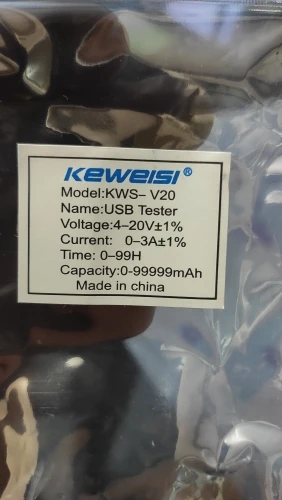 KEWEISI®
Model:KWS– V20
Name:USB Tester
Voltage:4–20V±1%
Current: 0–3A±1%
Time: 0–99H
Capacity:0-99999mAh
Made in china